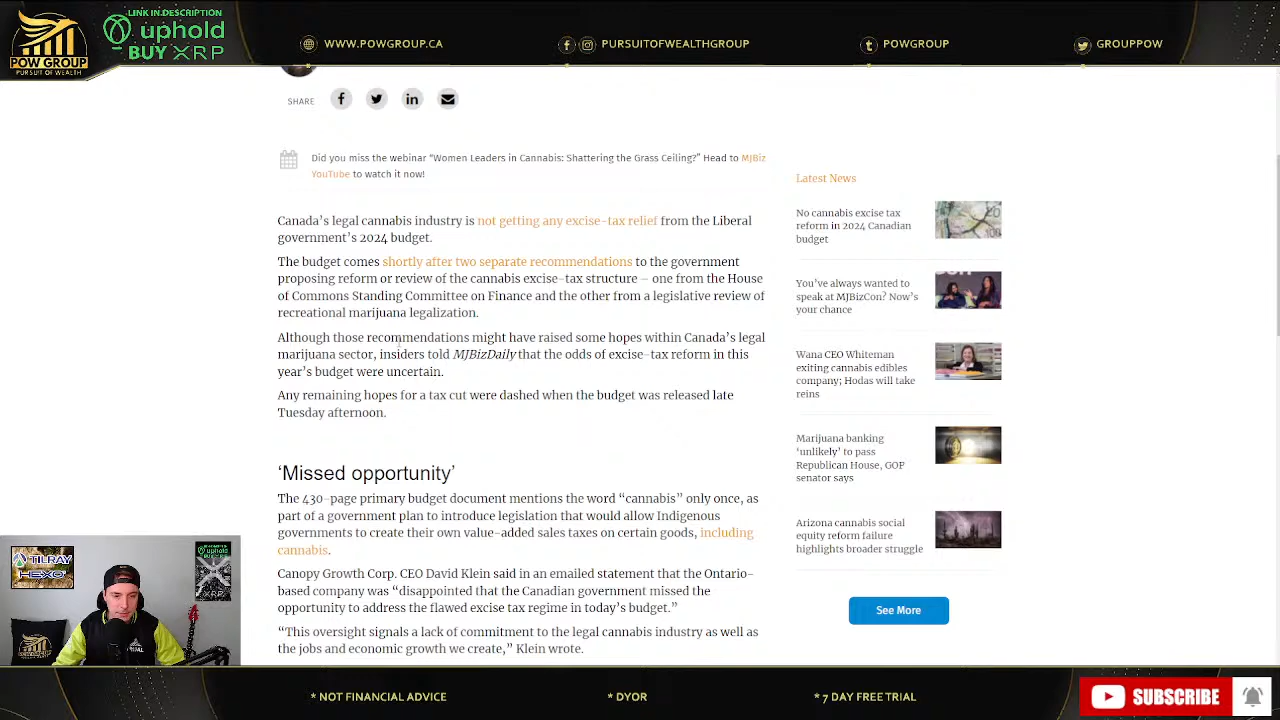 LINK IN DESCRIPTION
uphold
BUY XRP
POW GROUP
PURSUIT OF WEALTH
WWW.POWGROUP.CA
PURSUITOFWEALTHGROUP
POWGROUP
GROUPPOW
SHARE
Did you miss the webinar “Women Leaders in Cannabis: Shattering the Grass Ceiling?” Head to MJBiz
YouTube to watch it now!
Canada’s legal cannabis industry is not getting any excise-tax relief from the Liberal
government’s 2024 budget.
The budget comes shortly after two separate recommendations to the government
proposing reform or review of the cannabis excise-tax structure – one from the House
of Commons Standing Committee on Finance and the other from a legislative review of
recreational marijuana legalization.
Although those recommendations might have raised some hopes within Canada’s legal
marijuana sector, insiders told MJBizDaily that the odds of excise-tax reform in this
year’s budget were uncertain.
Any remaining hopes for a tax cut were dashed when the budget was released late
Tuesday afternoon.
‘Missed opportunity’
The 430-page primary budget document mentions the word “cannabis” only once, as
part of a government plan to introduce legislation that would allow Indigenous
governments to create their own value-added sales taxes on certain goods, including
cannabis.
Canopy Growth Corp. CEO David Klein said in an emailed statement that the Ontario-
based company was “disappointed that the Canadian government missed the
opportunity to address the flawed excise tax regime in today’s budget.”
“This oversight signals a lack of commitment to the legal cannabis industry as well as
the jobs and economic growth we create,” Klein wrote.
Latest News
No cannabis excise tax
reform in 2024 Canadian
budget
You’ve always wanted to
speak at MJBizCon? Now’s
your chance
Wana CEO Whiteman
exiting cannabis edibles
company; Hodas will take
reins
Marijuana banking
‘unlikely’ to pass
Republican House, GOP
senator says
Arizona cannabis social
equity reform failure
highlights broader struggle
See More
TILRAY
HEXO
uphold
* NOT FINANCIAL ADVICE
* DYOR
* 7 DAY FREE TRIAL
SUBSCRIBE